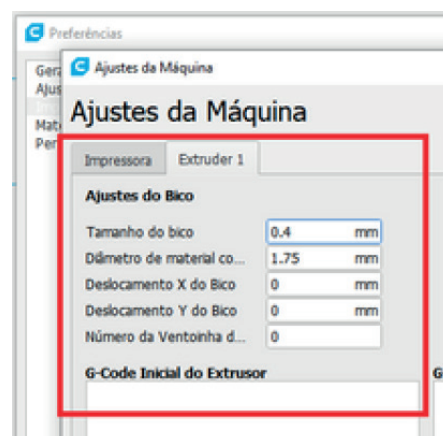 Preferências
Gera
Ajus
Mat
Per
Ajustes da Máquina
Ajustes da Máquina
Impressora Extruder 1
Ajustes do Bico
Tamanho do bico 0.4 mm
Diâmetro de material co... 1.75 mm
Deslocamento X do Bico 0 mm
Deslocamento Y do Bico 0 mm
Número da Ventoinha d... 0
G-Code Inicial do Extrusor G